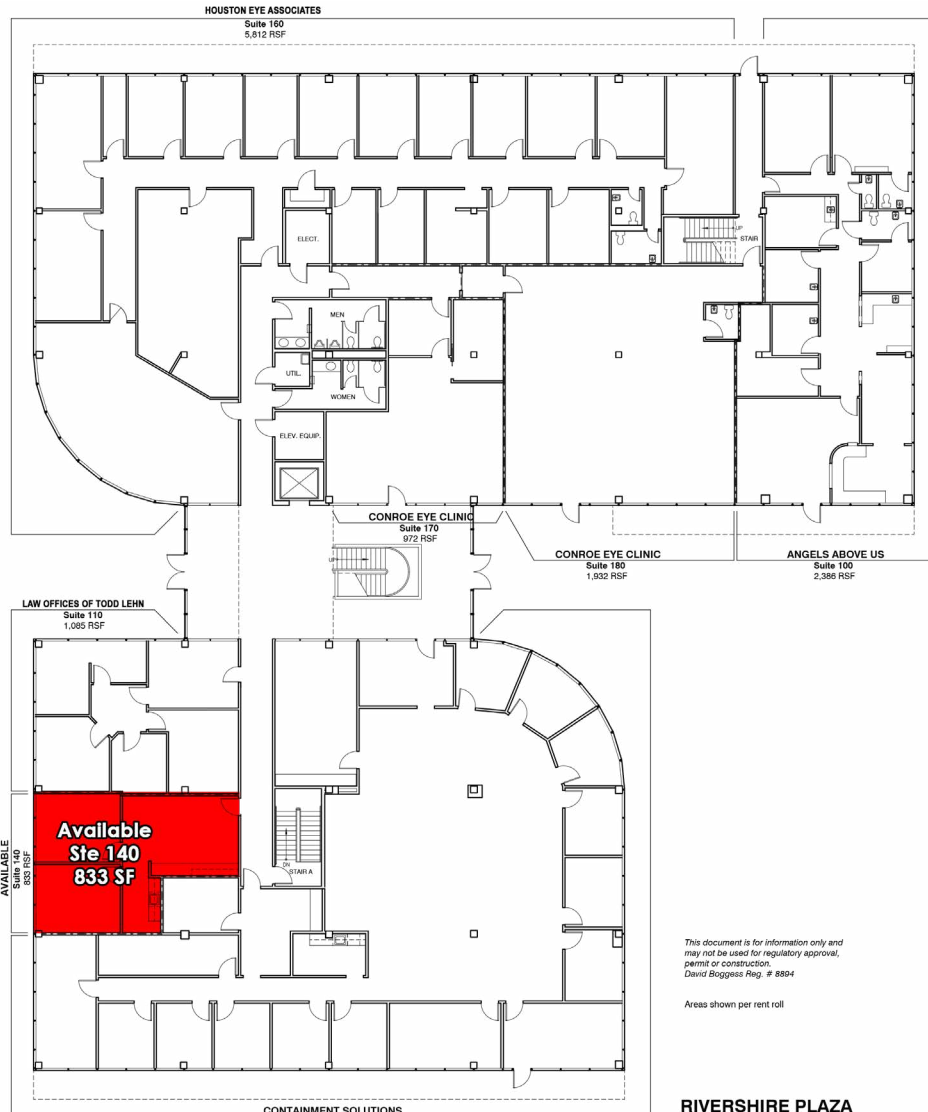 HOUSTON EYE ASSOCIATES
Suite 160
5,812 RSF
ELECT.
UP
STAIR
MEN
UTIL.
WOMEN
ELEV. EQUIP.
CONROE EYE CLINIC
Suite 170
972 RSF
CONROE EYE CLINIC
Suite 180
1,932 RSF
ANGELS ABOVE US
Suite 100
2,386 RSF
UP
LAW OFFICES OF TODD LEHN
Suite 110
1,085 RSF
Available
Ste 140
833 SF
AVAILABLE
Suite 140
833 RSF
DN
STAIR A
This document is for information only and
may not be used for regulatory approval,
permit or construction.
David Boggess Reg. # 8894
Areas shown per rent roll
CONTAINMENT SOLUTIONS
RIVERSHIRE PLAZA